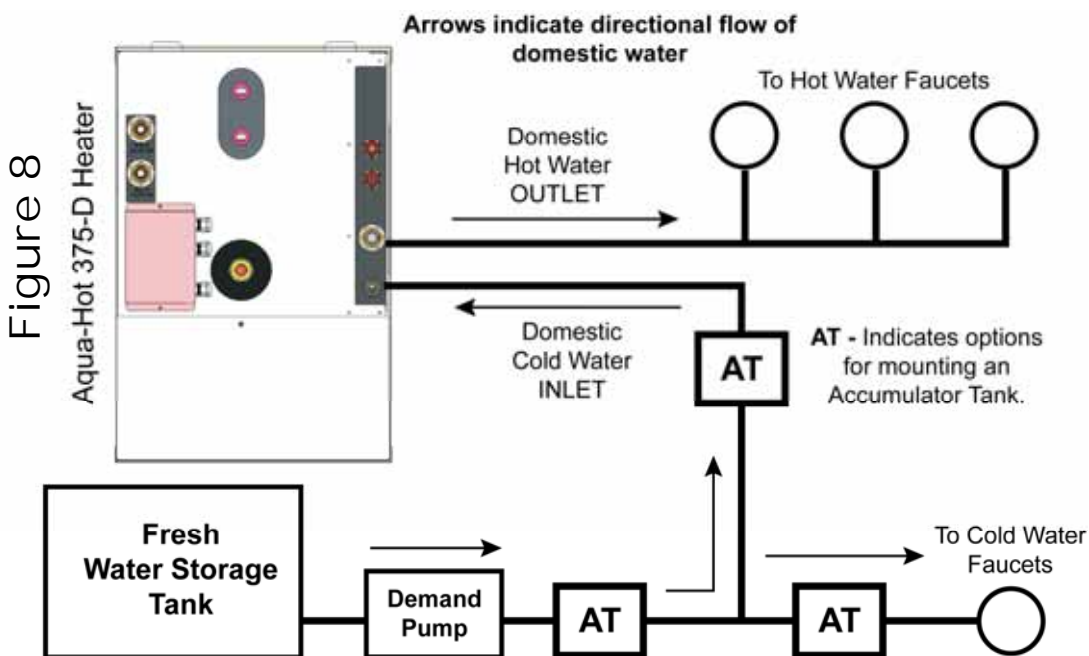 Figure 8
Aqua-Hot 375-D Heater
Arrows indicate directional flow of
domestic water
To Hot Water Faucets
Domestic
Hot Water
OUTLET
Domestic
Cold Water
INLET
AT
AT - Indicates options
for mounting an
Accumulator Tank.
Fresh
Water Storage
Tank
Demand
Pump
AT
AT
To Cold Water
Faucets